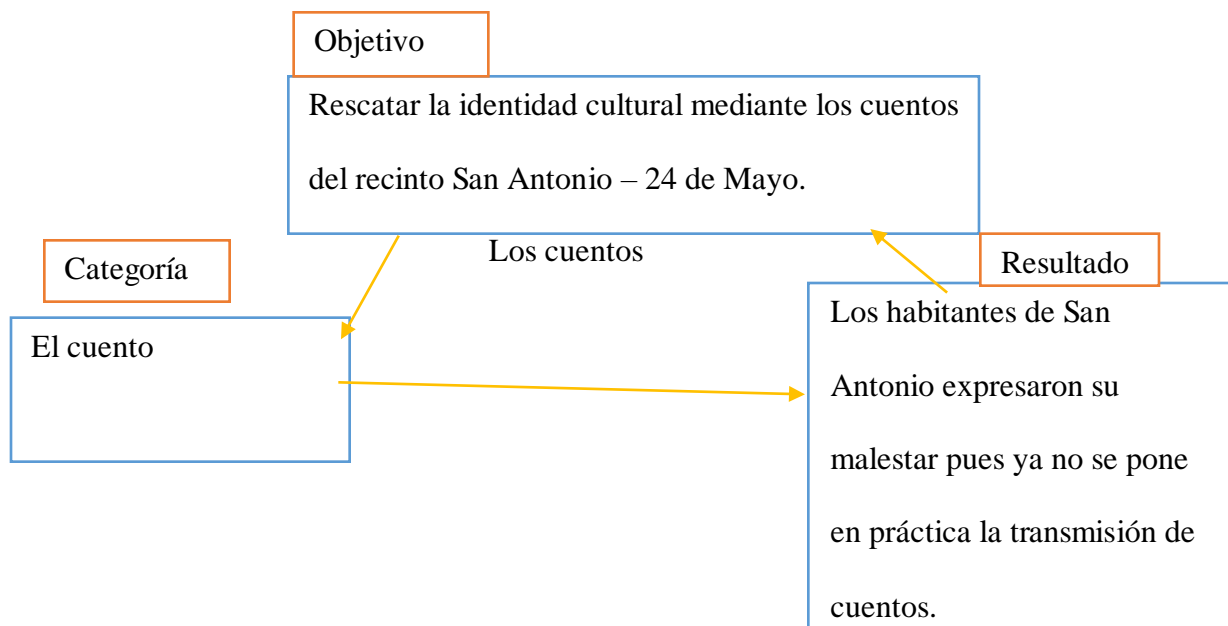 Objetivo
Rescatar la identidad cultural mediante los cuentos
del recinto San Antonio – 24 de Mayo.
Los cuentos
Categoría
El cuento
Resultado
Los habitantes de San
Antonio expresaron su
malestar pues ya no se pone
en práctica la transmisión de
cuentos.